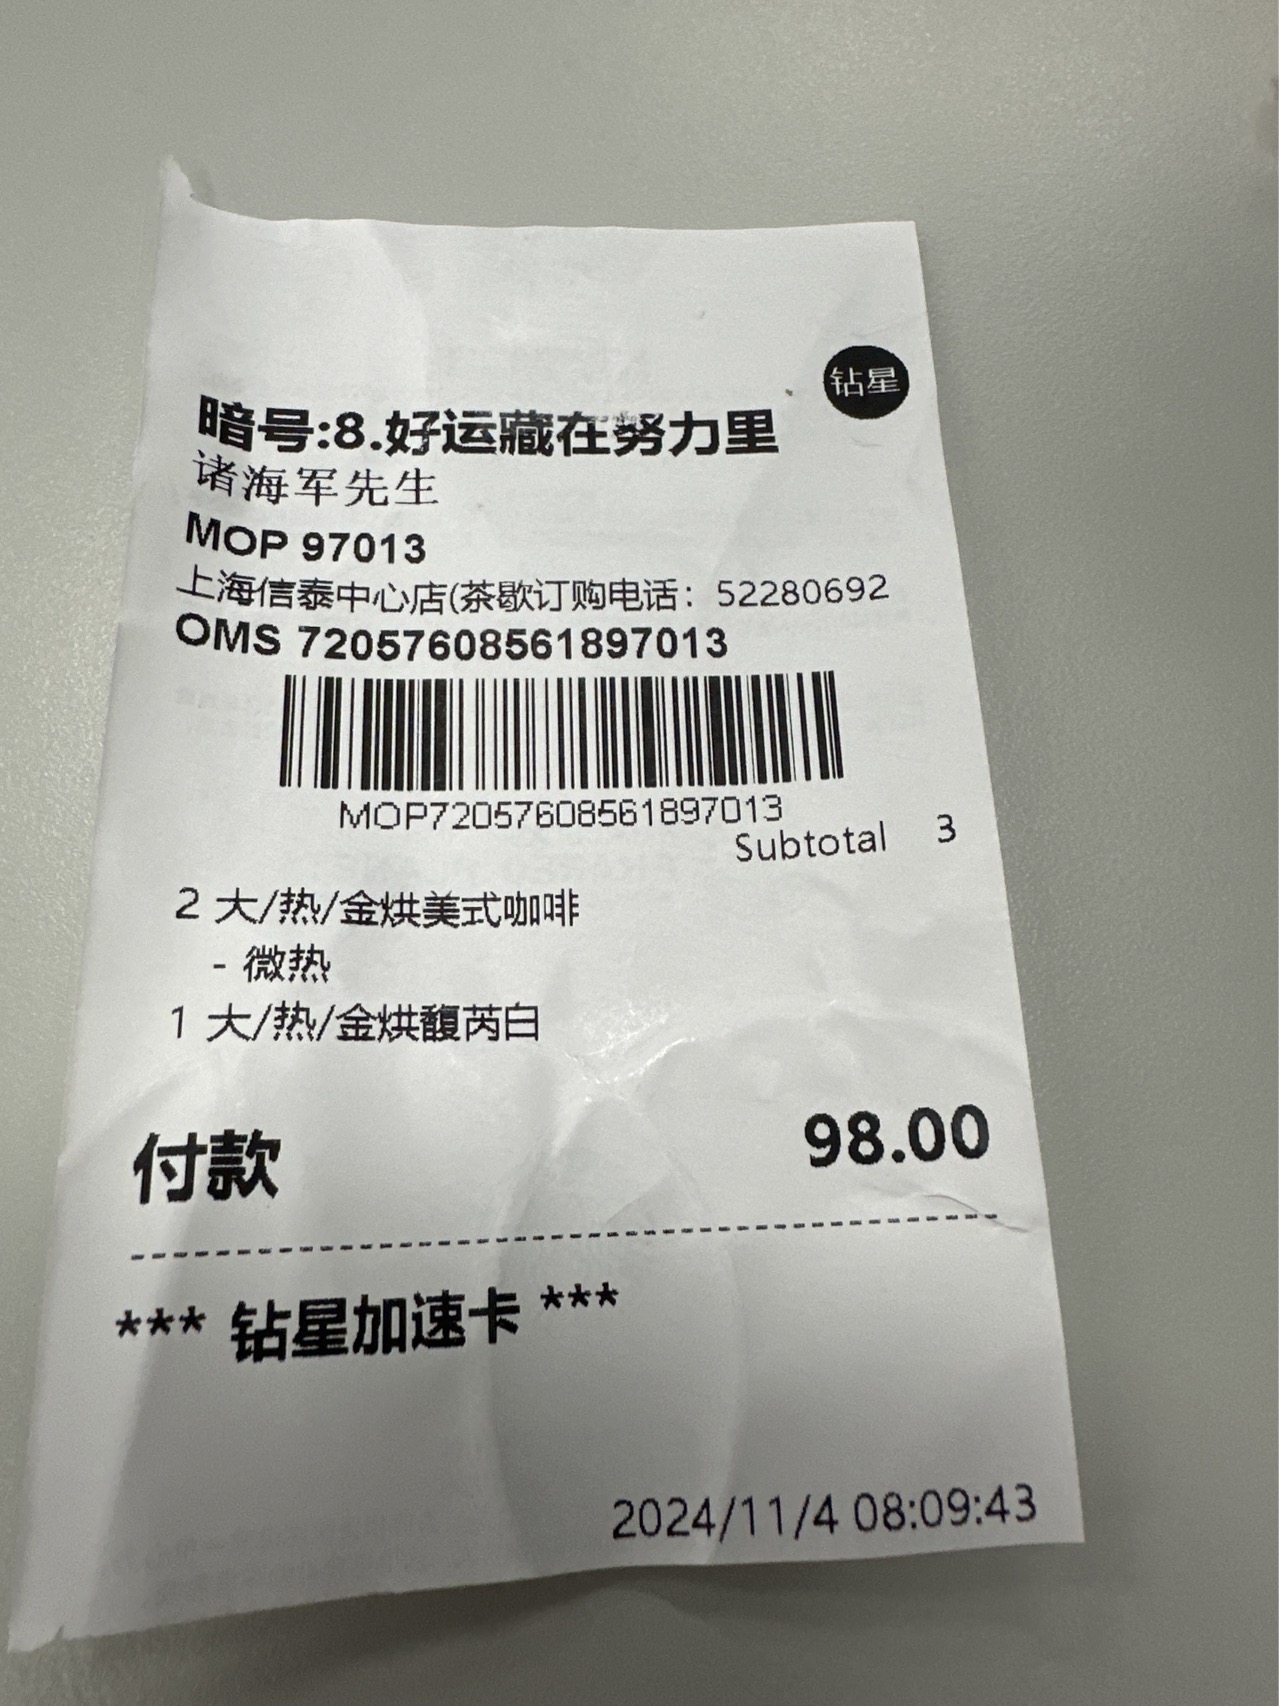 钻星
暗号:8.好运藏在努力里
诸海军先生
MOP 97013
上海信泰中心店(茶歇订购电话：52280692
OMS 72057608561897013
MOP72057608561897013
Subtotal 3
2 大/热/金烘美式咖啡
- 微热
1 大/热/金烘馥芮白
付款 98.00
--------------------------------------------
*** 钻星加速卡 ***
2024/11/4 08:09:43